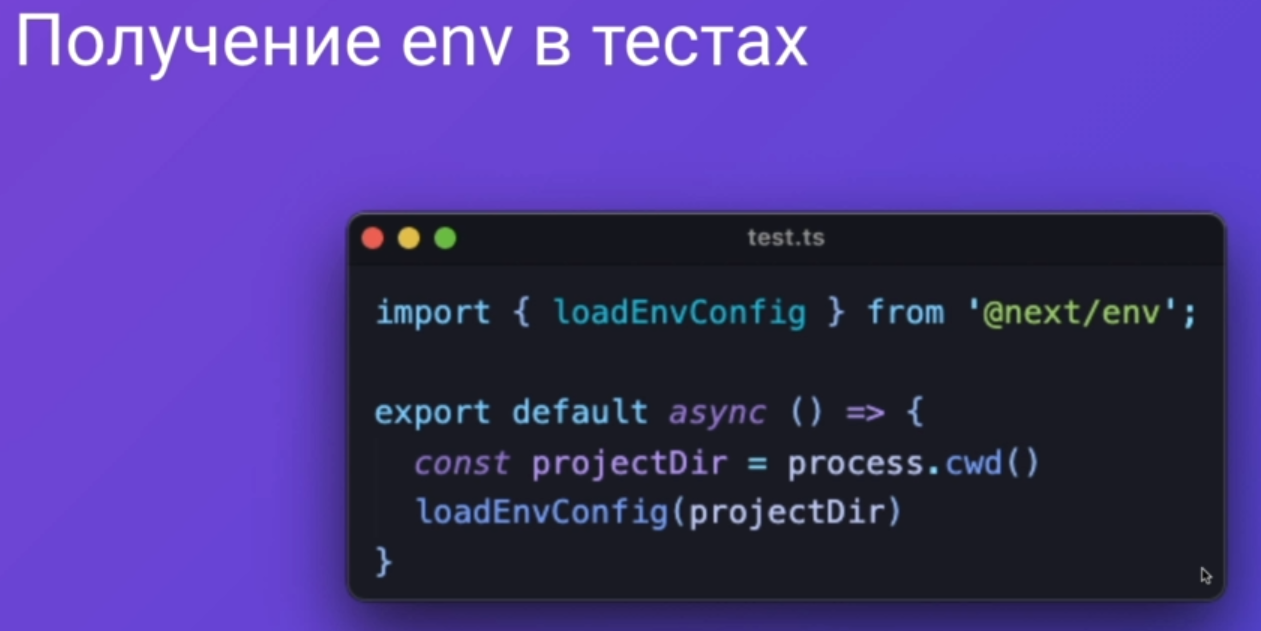 Получение env в тестах
test.ts
import { loadEnvConfig } from '@next/env';
export default async () => {
const projectDir = process.cwd()
loadEnvConfig(projectDir)
}